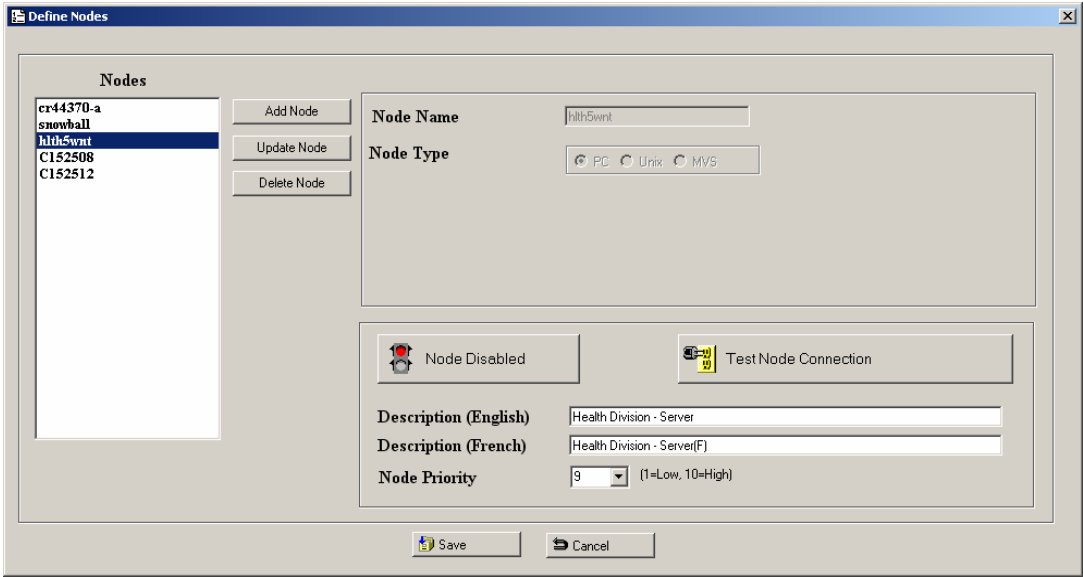 Define Nodes
Nodes
cr44370-a
snowball
hlth5wnt
C152508
C152512
Add Node
Update Node
Delete Node
Node Name
hlth5wnt
Node Type
PC Unix MVS
Node Disabled
Test Node Connection
Description (English)
Health Division - Server
Description (French)
Health Division - Server(F)
Node Priority
9
(1=Low, 10=High)
Save
Cancel